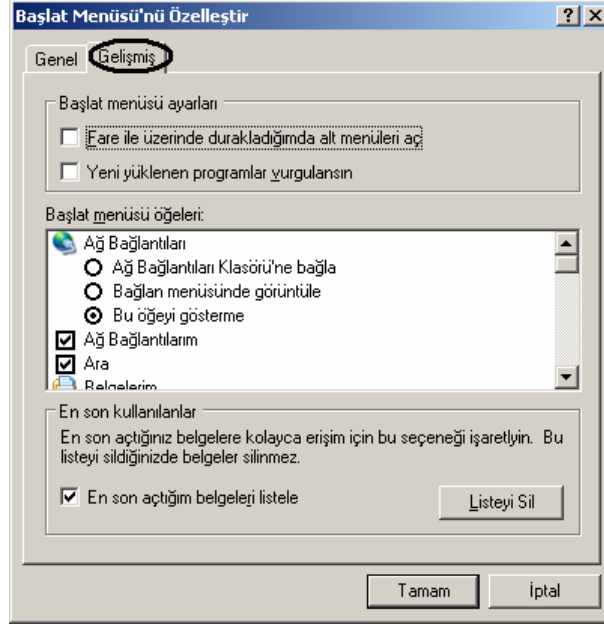 Başlat Menüsü'nü Özelleştir
Genel Gelişmiş
Başlat menüsü ayarları
Fare ile üzerinde durakladığımda alt menüleri aç
Yeni yüklenen programlar vurgulansın
Başlat menüsü öğeleri:
Ağ Bağlantıları
Ağ Bağlantıları Klasörü'ne bağla
Bağlan menüsünde görüntüle
Bu öğeyi gösterme
Ağ Bağlantılarım
Ara
Belgelerim
En son kullanılanlar
En son açtığınız belgelere kolayca erişim için bu seçeneği işaretlyin. Bu
listeyi sildiğinizde belgeler silinmez.
En son açtığım belgeleri listele
Listeyi Sil
Tamam İptal